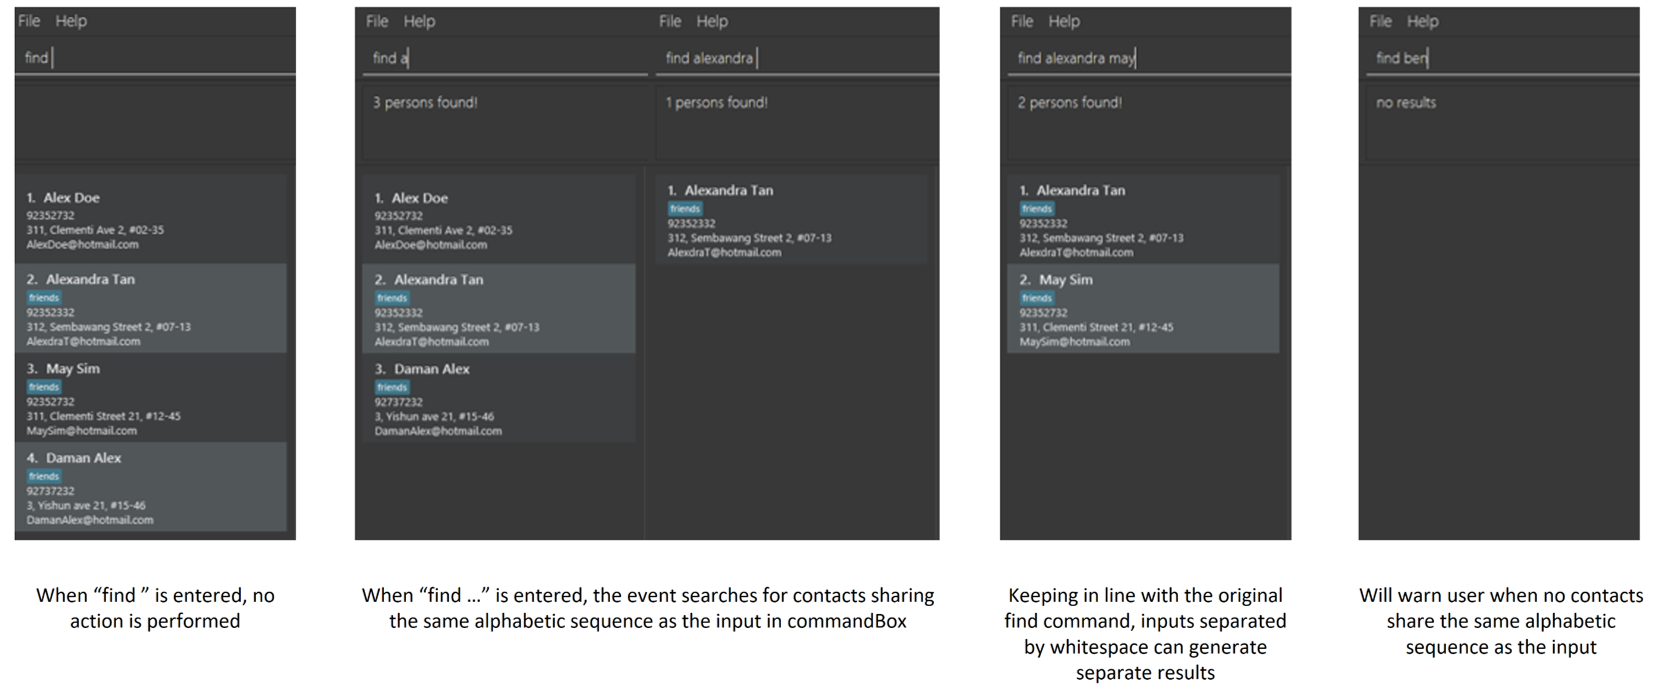 File Help
find
1. Alex Doe
92352732
311, Clementi Ave 2, #02-35
AlexDoe@hotmail.com
2. Alexandra Tan
friends
92352332
312, Sembawang Street 2, #07-13
AlexdraT@hotmail.com
3. May Sim
friends
92352732
311, Clementi Street 21, #12-45
MaySim@hotmail.com
4. Daman Alex
friends
92737232
3, Yishun ave 21, #15-46
DamanAlex@hotmail.com
When “find ” is entered, no
action is performed
File Help
find a
3 persons found!
1. Alex Doe
92352732
311, Clementi Ave 2, #02-35
AlexDoe@hotmail.com
2. Alexandra Tan
friends
92352332
312, Sembawang Street 2, #07-13
AlexdraT@hotmail.com
3. Daman Alex
friends
92737232
3, Yishun ave 21, #15-46
DamanAlex@hotmail.com
File Help
find alexandra
1 persons found!
1. Alexandra Tan
friends
92352332
312, Sembawang Street 2, #07-13
AlexdraT@hotmail.com
When “find ...” is entered, the event searches for contacts sharing
the same alphabetic sequence as the input in commandBox
File Help
find alexandra may
2 persons found!
1. Alexandra Tan
friends
92352332
312, Sembawang Street 2, #07-13
AlexdraT@hotmail.com
2. May Sim
friends
92352732
311, Clementi Street 21, #12-45
MaySim@hotmail.com
Keeping in line with the original
find command, inputs separated
by whitespace can generate
separate results
File Help
find ben
no results
Will warn user when no contacts
share the same alphabetic
sequence as the input